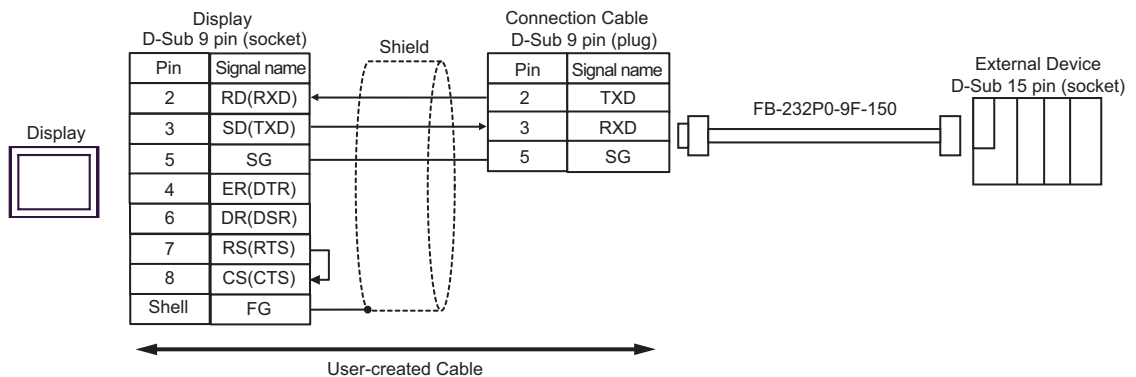 Display
D-Sub 9 pin (socket)
Pin Signal name
2 RD(RXD)
3 SD(TXD)
5 SG
4 ER(DTR)
6 DR(DSR)
7 RS(RTS)
8 CS(CTS)
Shell FG
Shield
Connection Cable
D-Sub 9 pin (plug)
Pin Signal name
2 TXD
3 RXD
5 SG
FB-232P0-9F-150
External Device
D-Sub 15 pin (socket)
Display
User-created Cable